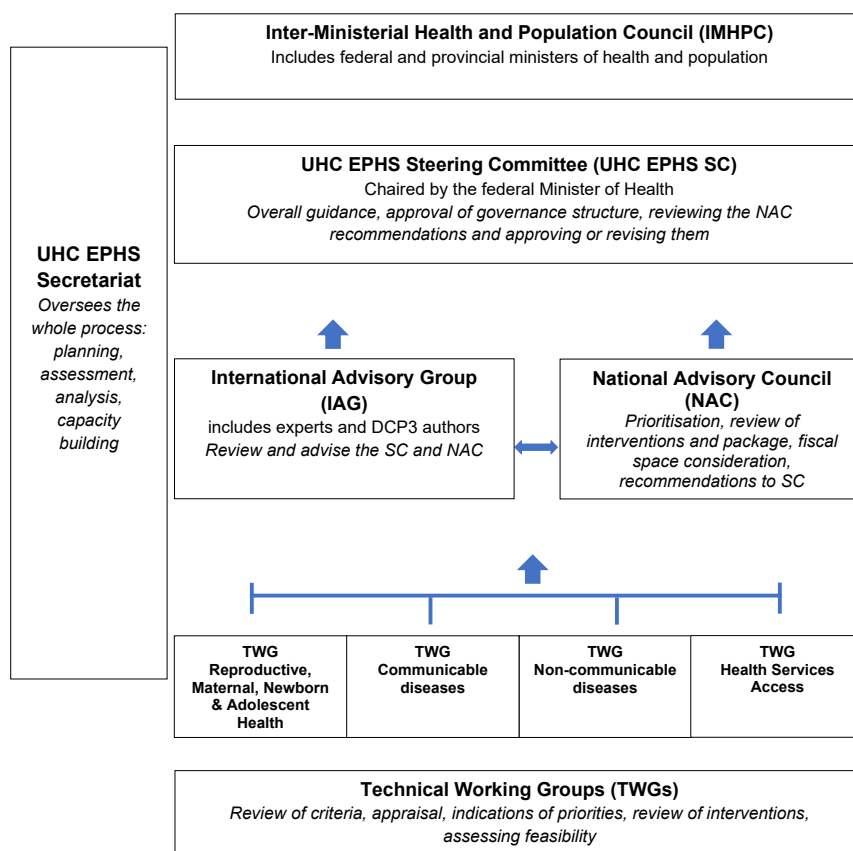 Inter-Ministerial Health and Population Council (IMHPC)
Includes federal and provincial ministers of health and population
UHC EPHS Steering Committee (UHC EPHS SC)
Chaired by the federal Minister of Health
Overall guidance, approval of governance structure, reviewing the NAC
recommendations and approving or revising them
UHC EPHS
Secretariat
Oversees the
whole process:
planning,
assessment,
analysis,
capacity
building
International Advisory Group
(IAG)
includes experts and DCP3 authors
Review and advise the SC and NAC
National Advisory Council
(NAC)
Prioritisation, review of
interventions and package, fiscal
space consideration,
recommendations to SC
TWG
Reproductive,
Maternal, Newborn
& Adolescent
Health
TWG
Communicable
diseases
TWG
Non-communicable
diseases
TWG
Health Services
Access
Technical Working Groups (TWGs)
Review of criteria, appraisal, indications of priorities, review of interventions,
assessing feasibility